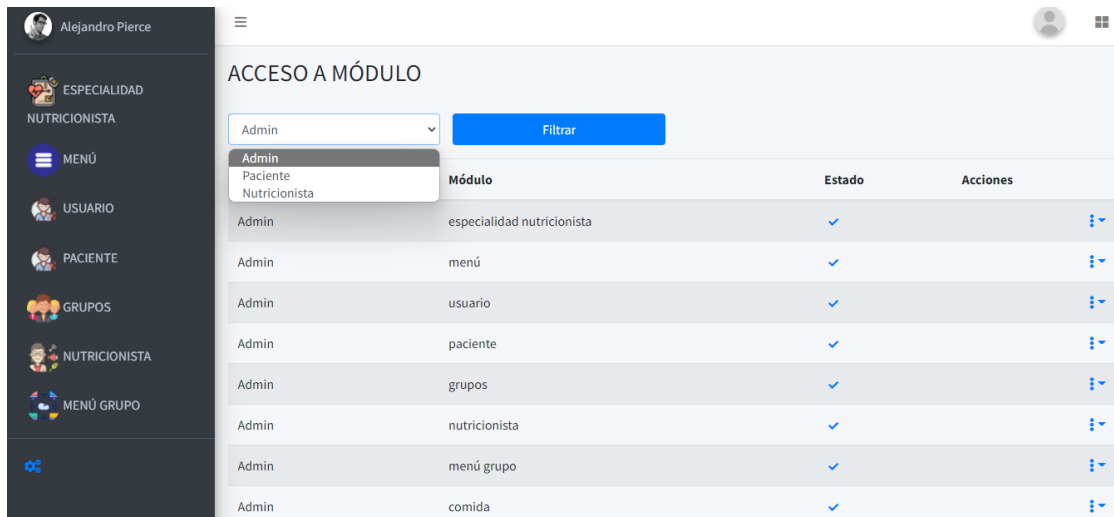 Alejandro Pierce
ESPECIALIDAD
NUTRICIONISTA
MENÚ
USUARIO
PACIENTE
GRUPOS
NUTRICIONISTA
MENÚ GRUPO
ACCESO A MÓDULO
Admin Filtrar
Admin
Paciente
Nutricionista
Módulo Estado Acciones
Admin especialidad nutricionista
Admin menú
Admin usuario
Admin paciente
Admin grupos
Admin nutricionista
Admin menú grupo
Admin comida